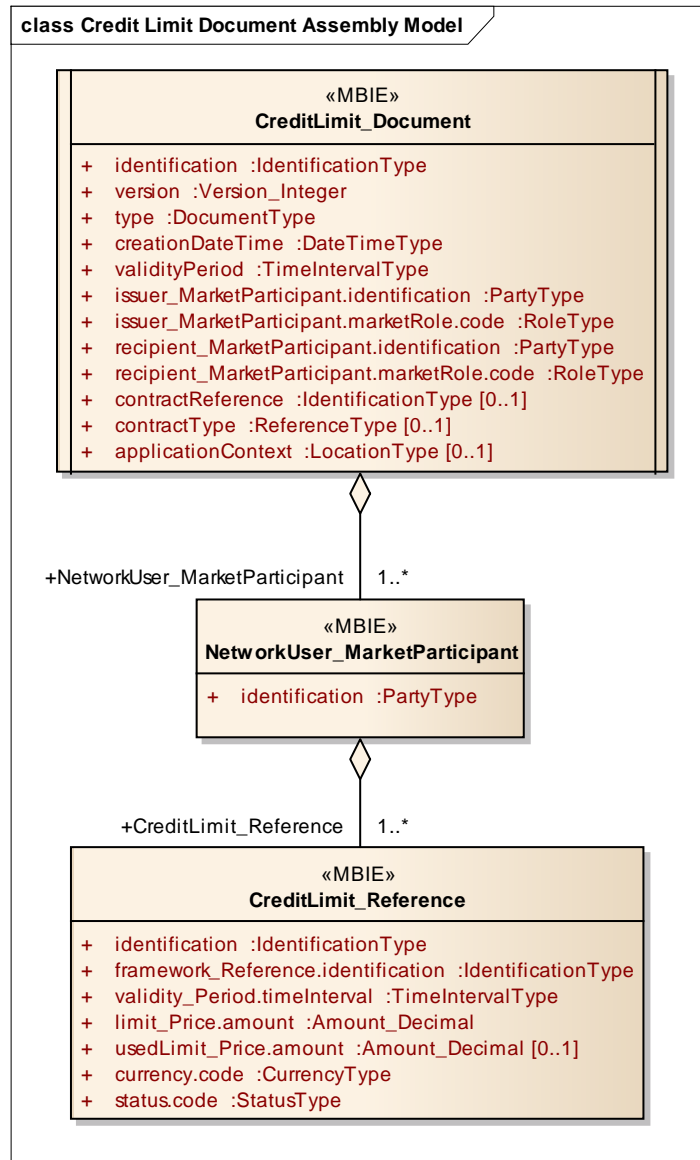 class Credit Limit Document Assembly Model
«MBIE»
CreditLimit_Document
+ identification :IdentificationType
+ version :Version_Integer
+ type :DocumentType
+ creationDateTime :DateTimeType
+ validityPeriod :TimeIntervalType
+ issuer_MarketParticipant.identification :PartyType
+ issuer_MarketParticipant.marketRole.code :RoleType
+ recipient_MarketParticipant.identification :PartyType
+ recipient_MarketParticipant.marketRole.code :RoleType
+ contractReference :IdentificationType [0..1]
+ contractType :ReferenceType [0..1]
+ applicationContext :LocationType [0..1]
+NetworkUser_MarketParticipant 1..*
«MBIE»
NetworkUser_MarketParticipant
+ identification :PartyType
+CreditLimit_Reference 1..*
«MBIE»
CreditLimit_Reference
+ identification :IdentificationType
+ framework_Reference.identification :IdentificationType
+ validity_Period.timeInterval :TimeIntervalType
+ limit_Price.amount :Amount_Decimal
+ usedLimit_Price.amount :Amount_Decimal [0..1]
+ currency.code :CurrencyType
+ status.code :StatusType